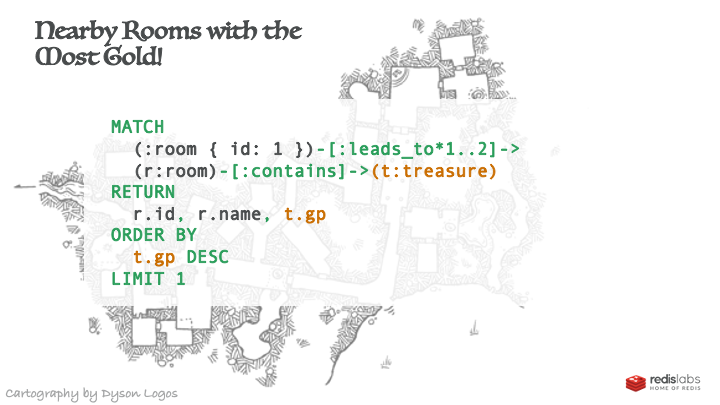 Nearby Rooms with the
Most Gold!
MATCH
(:room { id: 1 })-[:leads_to*1..2]->
(r:room)-[:contains]->(t:treasure)
RETURN
r.id, r.name, t.gp
ORDER BY
t.gp DESC
LIMIT 1
Cartography by Dyson Logos
redislabs
HOME OF REDIS